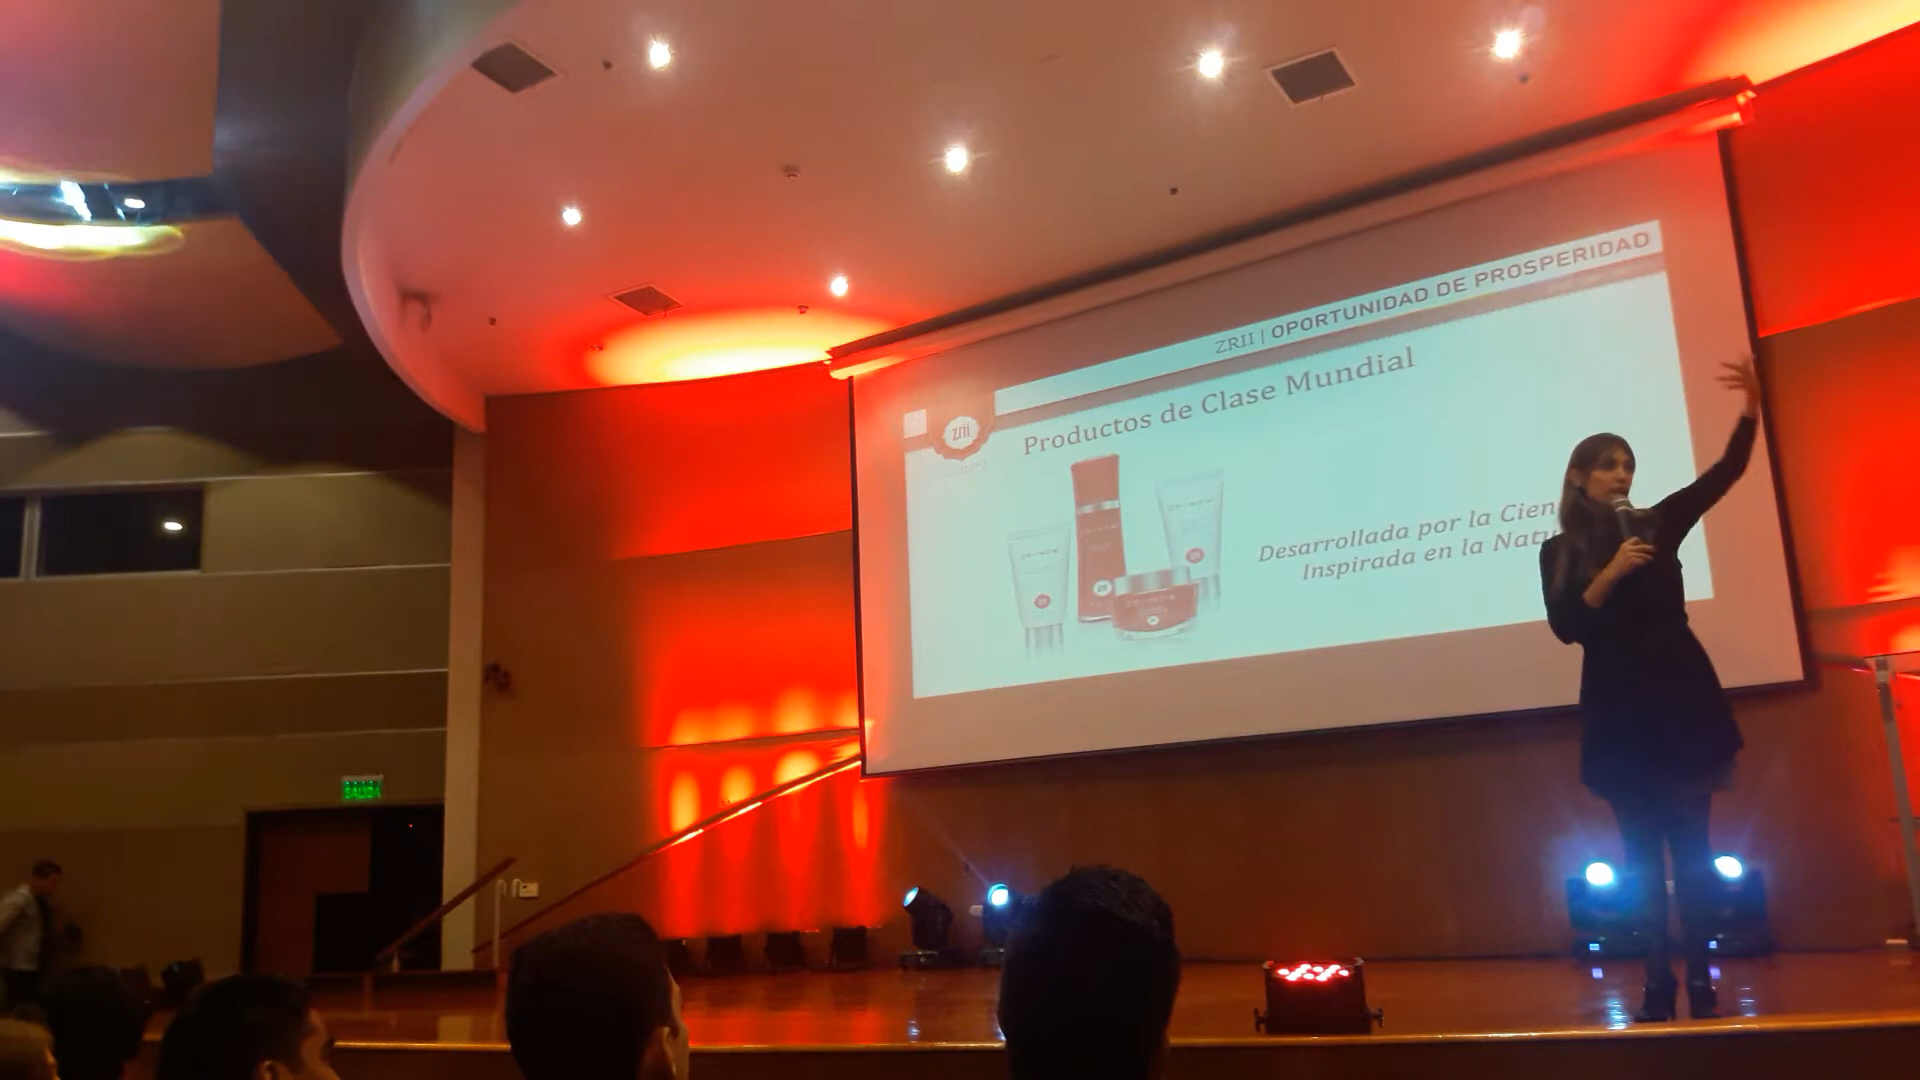 ZRII | OPORTUNIDAD DE PROSPERIDAD
zrii
Productos de Clase Mundial
Desarrollada por la Cien
Inspirada en la Natu
SALIDA